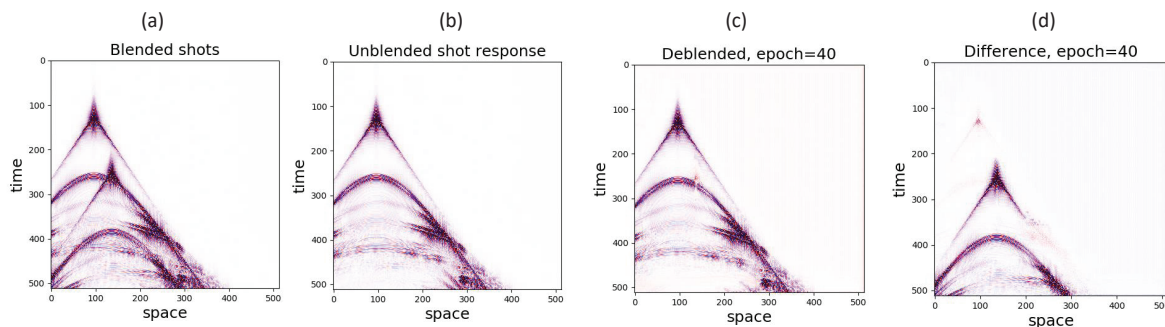 (a)
Blended shots
0
100
200
300
400
500
time
0 100 200 300 400 500
space
(b)
Unblended shot response
0
100
200
300
400
500
time
0 100 200 300 400 500
space
(c)
Deblended, epoch=40
0
100
200
300
400
500
time
0 100 200 300 400 500
space
(d)
Difference, epoch=40
0
100
200
300
400
500
time
0 100 200 300 400 500
space